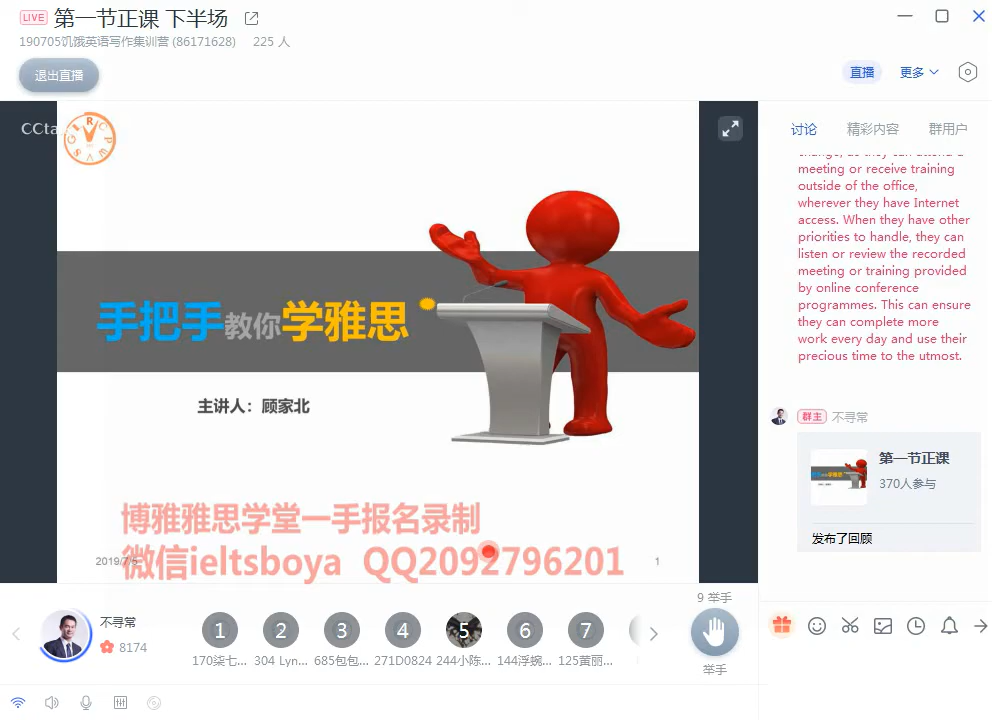 LIVE 第一节正课 下半场
190705饥饿英语写作集训营 (86171628) 225 人
退出直播
直播
更多
CCta
手把手教你学雅思
主讲人：顾家北
博雅雅思学堂一手报名录制
微信ieltsboya QQ2092796201
2019/7/6
1
讨论
精彩内容
群用户
change, as they can attend a
meeting or receive training
outside of the office,
wherever they have Internet
access. When they have other
priorities to handle, they can
listen or review the recorded
meeting or training provided
by online conference
programmes. This can ensure
they can complete more
work every day and use their
precious time to the utmost.
群主 不寻常
第一节正课
370人参与
发布了回顾
不寻常
8174
1
2
3
4
5
6
7
170柒七...
304 Lyn...
685包包...
271D0824
244小陈...
144浮婉...
125黄丽...
9 举手
举手